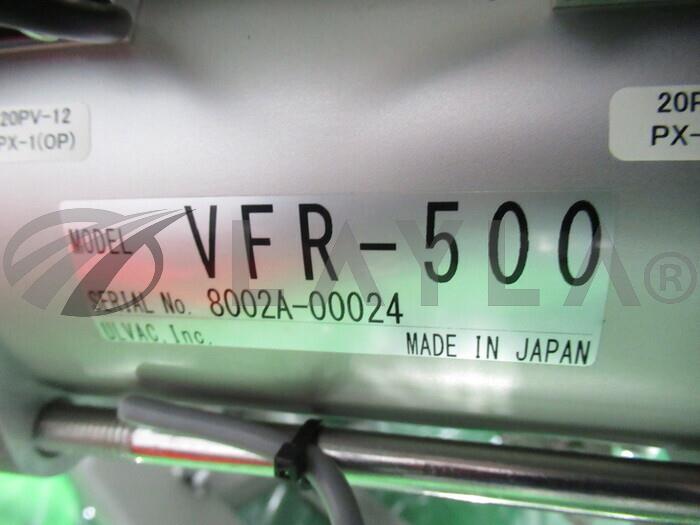 20PV-12
PX-1(OP)
20P
PX-
MODEL VFR-500
SERIAL No. 8002A-00024
ULVAC, Inc.
MADE IN JAPAN
LAYLA®